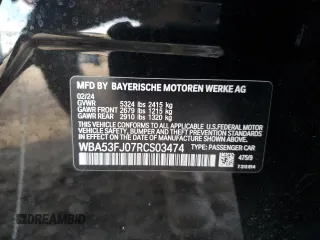 MFD BY BAYERISCHE MOTOREN WERKE AG
02/24
GVWR 5324 lbs 2415 kg
GAWR FRONT 2679 lbs 1215 kg
GAWR REAR 2910 lbs 1320 kg
THIS VEHICLE CONFORMS TO ALL APPLICABLE
U.S. FEDERAL MOTOR VEHICLE SAFETY, BUMPER, AND
THEFT PREVENTION STANDARDS IN EFFECT ON THE
DATE OF MANUFACTURE SHOWN ABOVE.
WBA53FJ07RCS03474 TYPE: PASSENGER CAR
475/9
DREAMBID